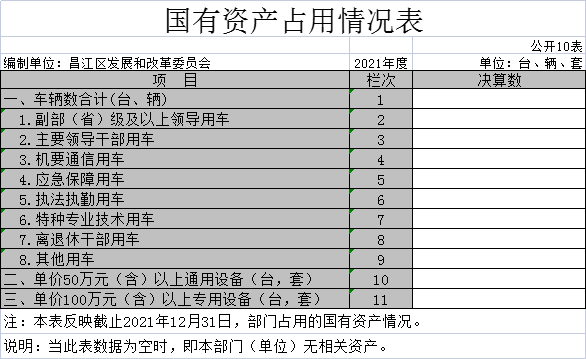 国有资产占用情况表
公开10表
编制单位：昌江区发展和改革委员会 2021年度 单位：台、辆、套
项 目 栏次 决算数
一、车辆数合计(台、辆) 1
1.副部（省）级及以上领导用车 2
2.主要领导干部用车 3
3.机要通信用车 4
4.应急保障用车 5
5.执法执勤用车 6
6.特种专业技术用车 7
7.离退休干部用车 8
8.其他用车 9
二、单价50万元（含）以上通用设备（台，套） 10
三、单价100万元（含）以上专用设备（台，套） 11
注：本表反映截止2021年12月31日，部门占用的国有资产情况。
说明：当此表数据为空时，即本部门（单位）无相关资产。